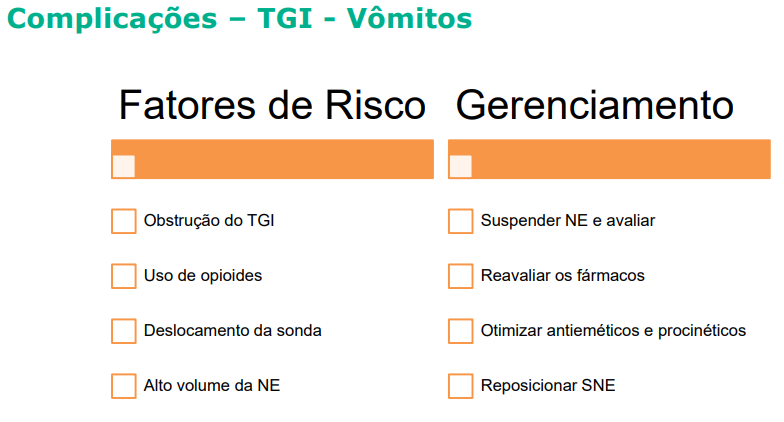 Complicações – TGI - Vômitos
Fatores de Risco
Obstrução do TGI
Uso de opioides
Deslocamento da sonda
Alto volume da NE
Gerenciamento
Suspender NE e avaliar
Reavaliar os fármacos
Otimizar antieméticos e procinéticos
Reposicionar SNE